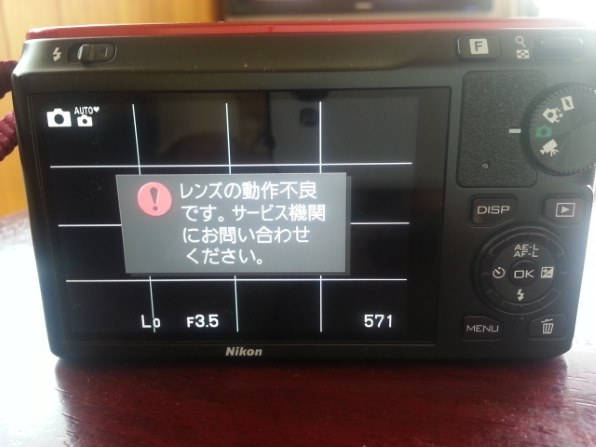 F
AUTO
レンズの動作不良
です。サービス機関
にお問い合わせ
ください。
DISP
AE-L
AF-L
OK
Lo F3.5 571
MENU
Nikon